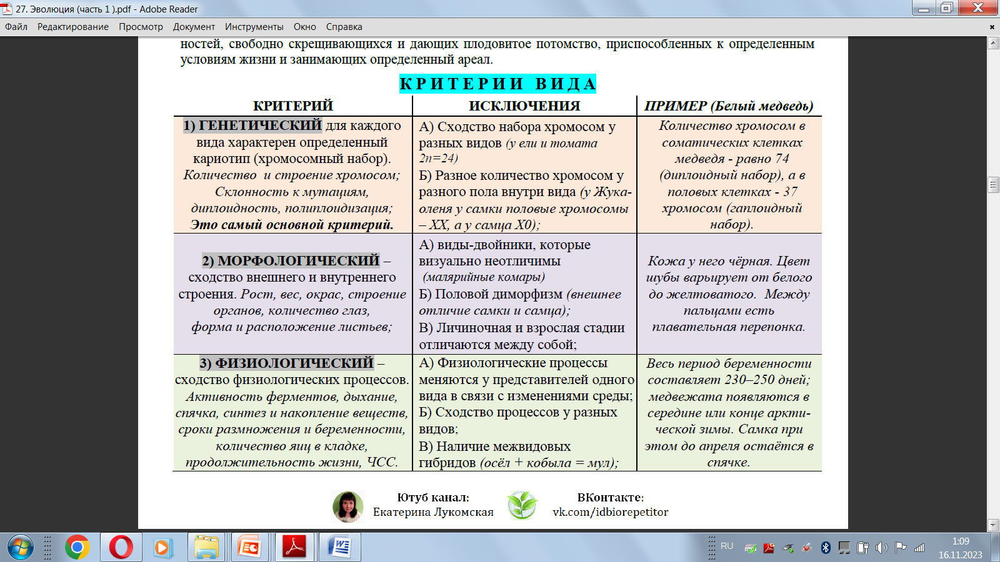 27. Эволюция (часть 1 ).pdf - Adobe Reader
Файл Редактирование Просмотр Документ Инструменты Окно Справка
ностей, свободно скрещивающихся и дающих плодовитое потомство, приспособленных к определенным
условиям жизни и занимающих определенный ареал.
КРИТЕРИИ ВИДА
КРИТЕРИЙ
ИСКЛЮЧЕНИЯ
ПРИМЕР (Белый медведь)
1) ГЕНЕТИЧЕСКИЙ для каждого
вида характерен определенный
кариотип (хромосомный набор).
Количество и строение хромосом;
Склонность к мутациям,
диплоидность, полиплоидизация;
Это самый основной критерий.
А) Сходство набора хромосом у
разных видов (у ели и томата
2n=24)
Б) Разное количество хромосом у
разного пола внутри вида (у Жука-
оленя у самки половые хромосомы
– ХХ, а у самца Х0);
Количество хромосом в
соматических клетках
медведя - равно 74
(диплоидный набор), а в
половых клетках - 37
хромосом (гаплоидный
набор).
2) МОРФОЛОГИЧЕСКИЙ –
сходство внешнего и внутреннего
строения. Рост, вес, окрас, строение
органов, количество глаз,
форма и расположение листьев;
А) виды-двойники, которые
визуально неотличимы
(малярийные комары)
Б) Половой диморфизм (внешнее
отличие самки и самца);
В) Личиночная и взрослая стадии
отличаются между собой;
Кожа у него чёрная. Цвет
шубы варьирует от белого
до желтоватого. Между
пальцами есть
плавательная перепонка.
3) ФИЗИОЛОГИЧЕСКИЙ –
сходство физиологических процессов.
Активность ферментов, дыхание,
спячка, синтез и накопление веществ,
сроки размножения и беременности,
количество яиц в кладке,
продолжительность жизни, ЧСС.
А) Физиологические процессы
меняются у представителей одного
вида в связи с изменениями среды;
Б) Сходство процессов у разных
видов;
В) Наличие межвидовых
гибридов (осёл + кобыла = мул);
Весь период беременности
составляет 230–250 дней;
медвежата появляются в
середине или конце аркти-
ческой зимы. Самка при
этом до апреля остаётся в
спячке.
Ютуб канал:
Екатерина Лукомская
ВКонтакте:
vk.com/idbiorepetitor
RU
1:09
16.11.2023